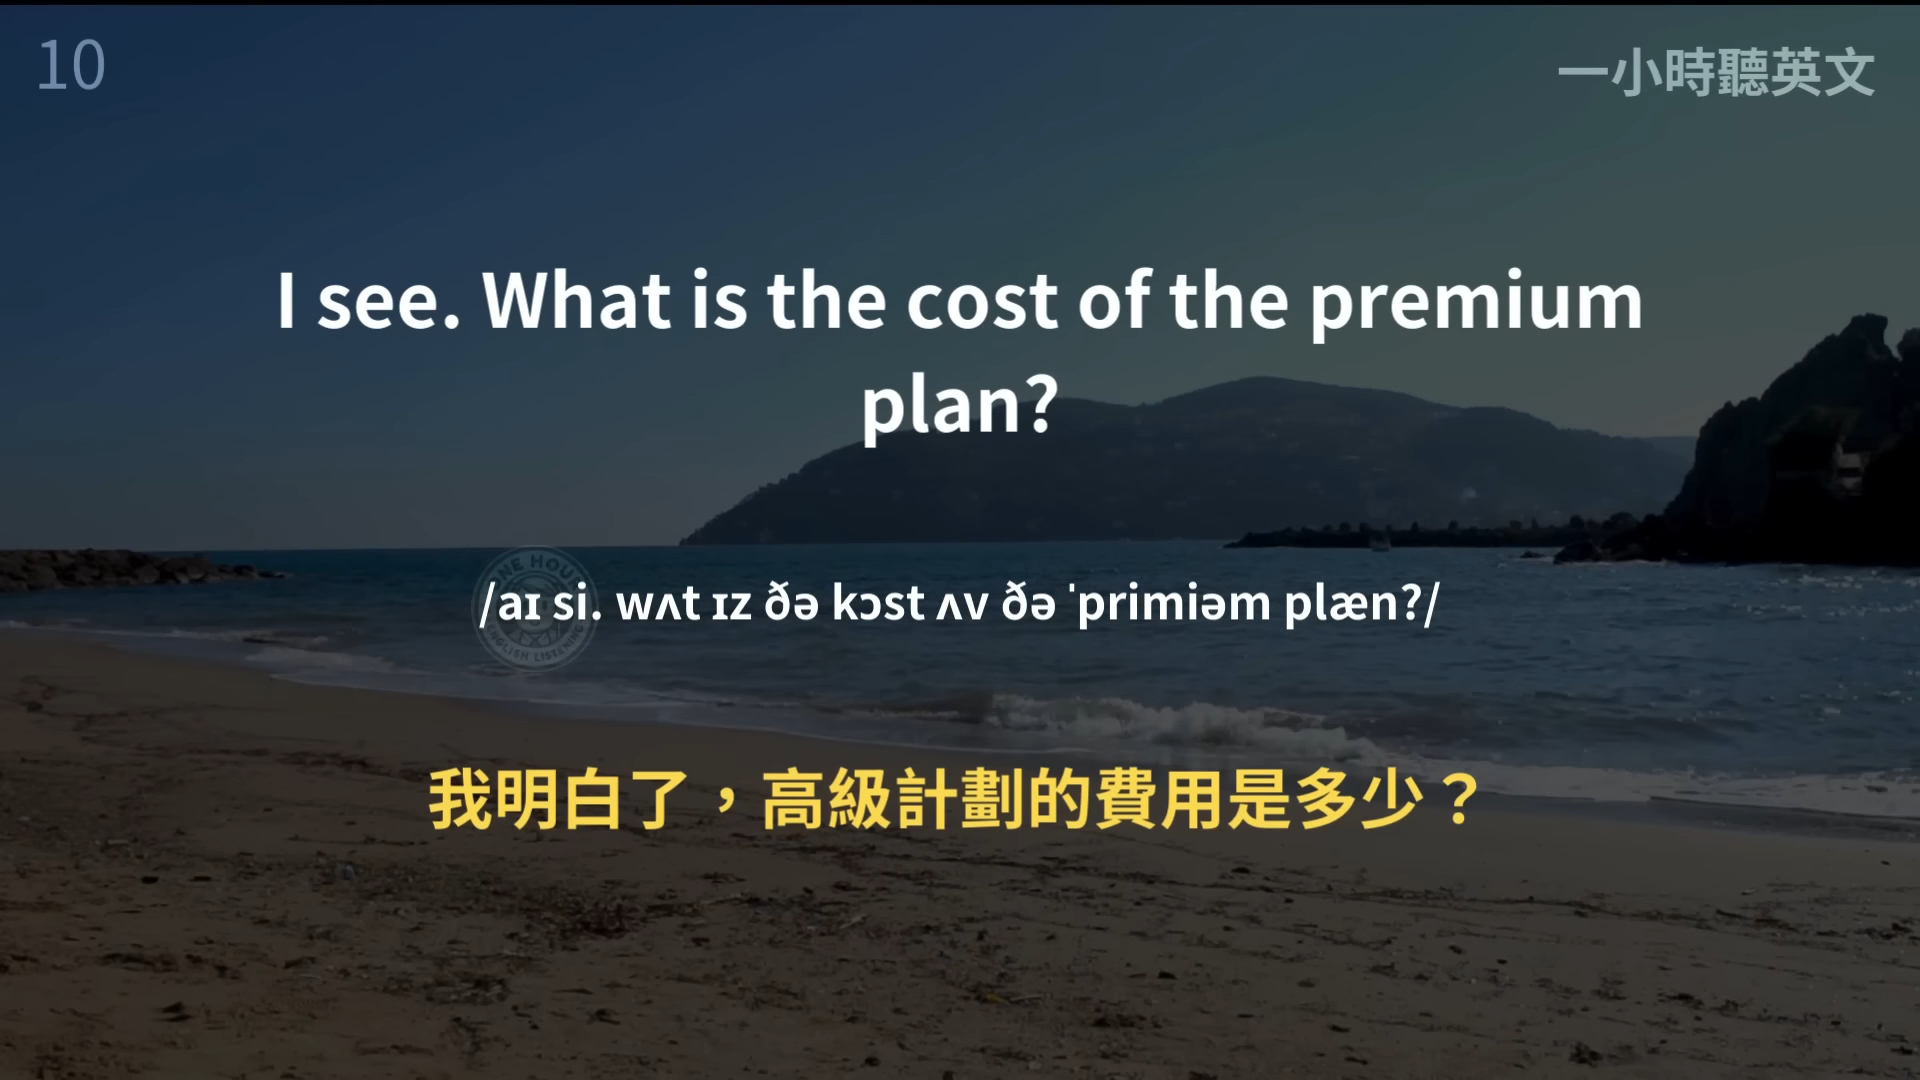 10
一小時聽英文
I see. What is the cost of the premium
plan?
/aɪ si. wʌt ɪz ðə kɔst ʌv ðə ˈprimiəm plæn?/
我明白了，高級計劃的費用是多少？